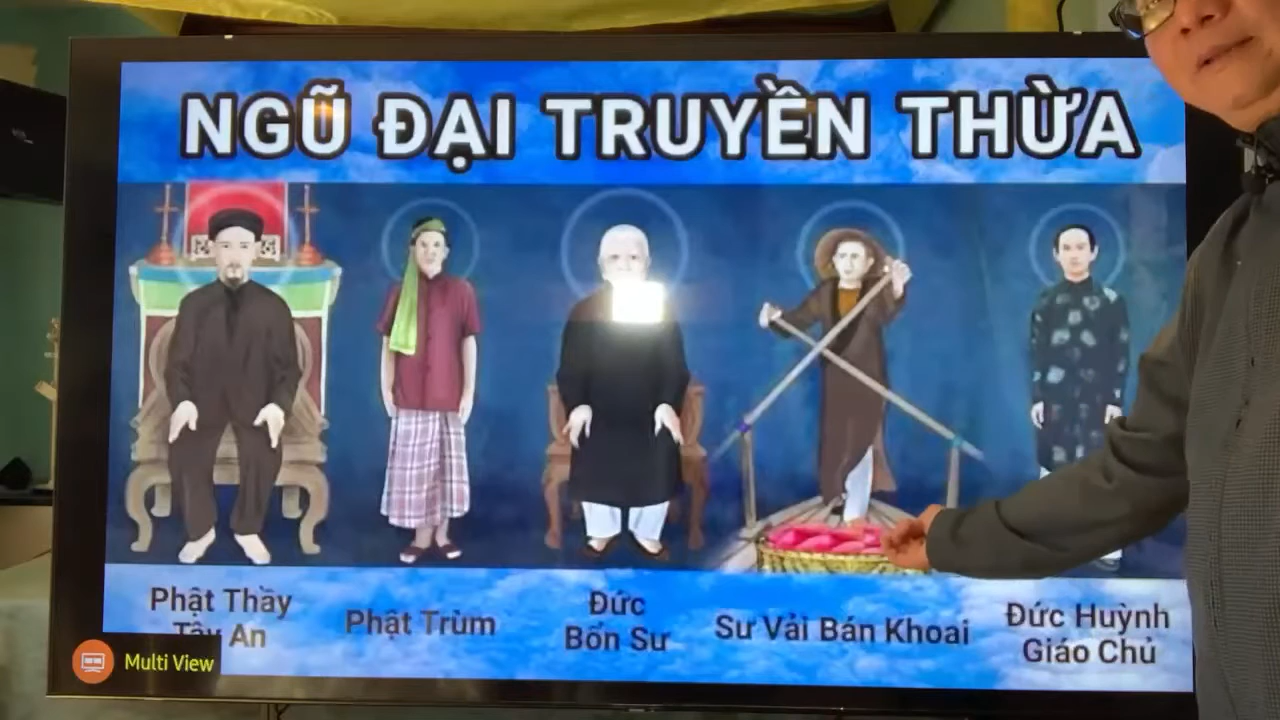 NGŨ ĐẠI TRUYỀN THỪA
Phật Thầy
Tây An
Phật Trùm
Đức
Bổn Sư
Sư Vải Bán Khoai
Đức Huỳnh
Giáo Chủ
Multi View